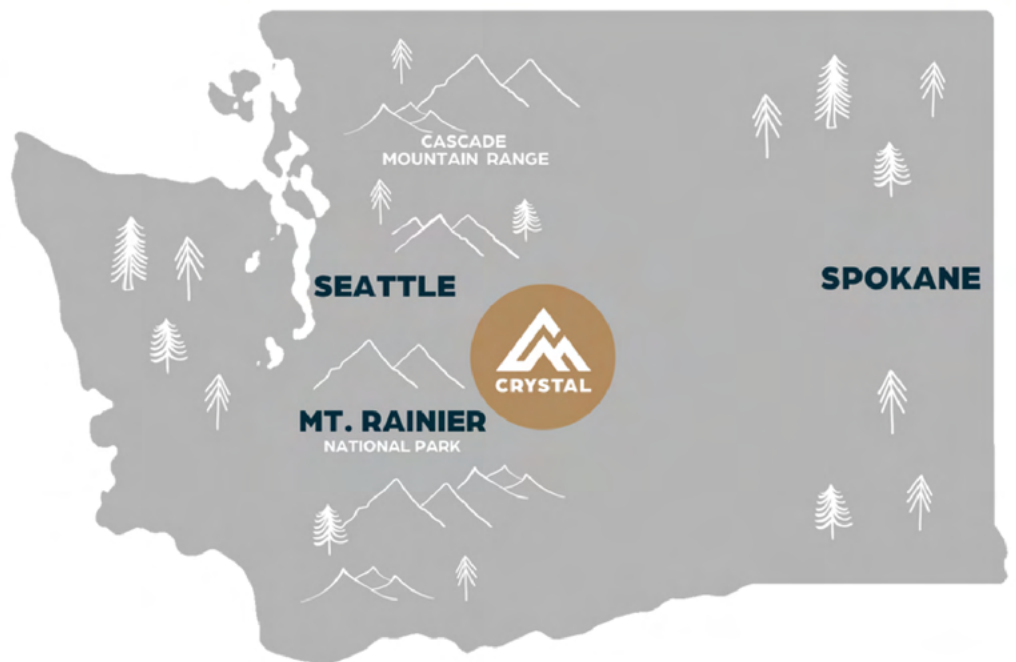 CASCADE
MOUNTAIN RANGE
SEATTLE
SPOKANE
CRYSTAL
MT. RAINIER
NATIONAL PARK